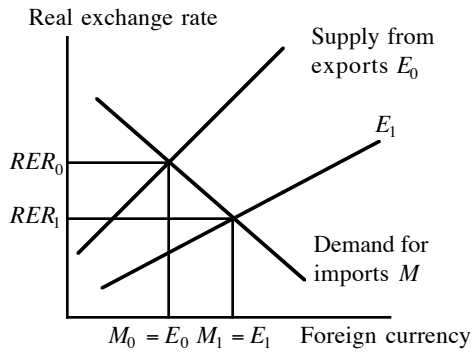 Real exchange rate
Supply from
exports E₀
E₁
RER₀
RER₁
Demand for
imports M
M₀ = E₀ M₁ = E₁ Foreign currency